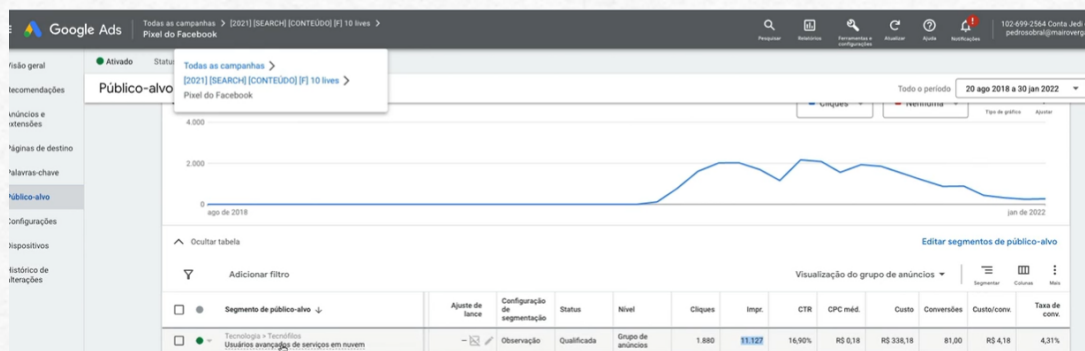 Google Ads
Todas as campanhas > [2021] [SEARCH] [CONTEÚDO] [F] 10 lives >
Pixel do Facebook
Pesquisar
Relatórios
Ferramentas e
configurações
Atualizar
Ajuda
Notificações
102-699-2564 Conta Jedi
pedrosobral@mairoverg
Visão geral
Recomendações
Anúncios e
extensões
Páginas de destino
Palavras-chave
Público-alvo
Configurações
Dispositivos
Histórico de
alterações
Ativado
Statu
Todas as campanhas >
[2021] [SEARCH] [CONTEÚDO] [F] 10 lives >
Pixel do Facebook
Público-alvo
Todo o período
20 ago 2018 a 30 jan 2022
Cliques
Nenhuma
Tipo de gráfico
Ajustar
4.000
2.000
0
ago de 2018
jan de 2022
Ocultar tabela
Editar segmentos de público-alvo
Adicionar filtro
Visualização do grupo de anúncios
Segmentar
Colunas
Mais
Segmento de público-alvo ↓
Ajuste de
lance
Configuração
de
segmentação
Status
Nível
Cliques
Impr.
CTR
CPC méd.
Custo
Conversões
Custo/conv.
Taxa de
conv.
Tecnologia > Tecnófilos
Usuários avançados de serviços em nuvem
–
Observação
Qualificada
Grupo de
anúncios
1.880
11.127
16,90%
R$ 0,18
R$ 338,18
81,00
R$ 4,18
4,31%